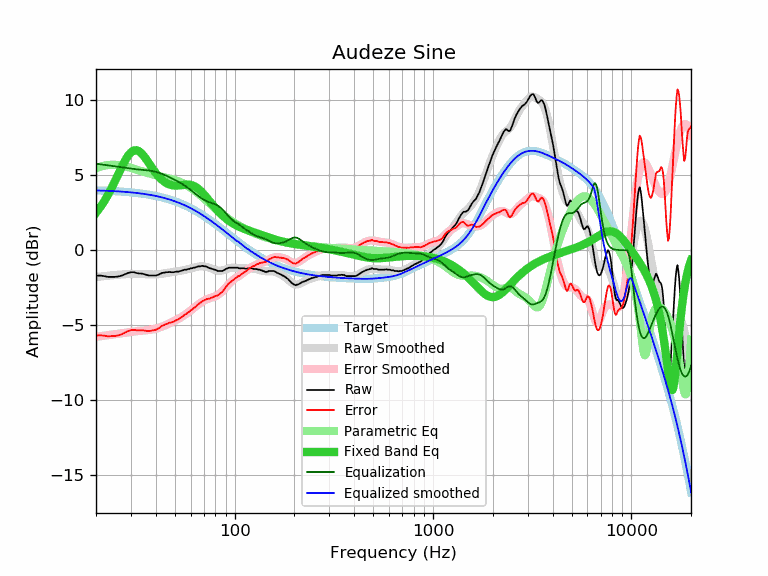 Audeze Sine
Amplitude (dBr)
10
5
0
−5
−10
−15
Target
Raw Smoothed
Error Smoothed
Raw
Error
Parametric Eq
Fixed Band Eq
Equalization
Equalized smoothed
100
1000
10000
Frequency (Hz)